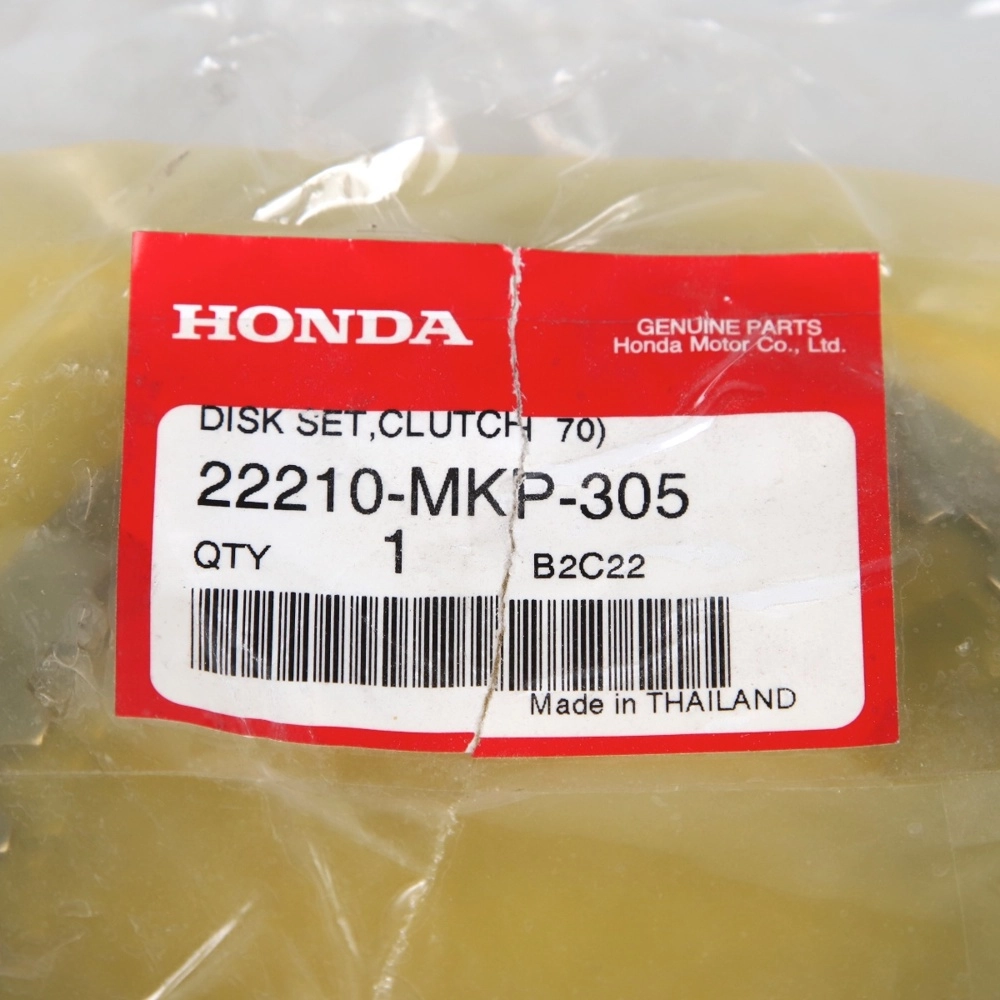 HONDA
GENUINE PARTS
Honda Motor Co., Ltd.
DISK SET,CLUTCH 70)
22210-MKP-305
QTY 1 B2C22
Made in THAILAND